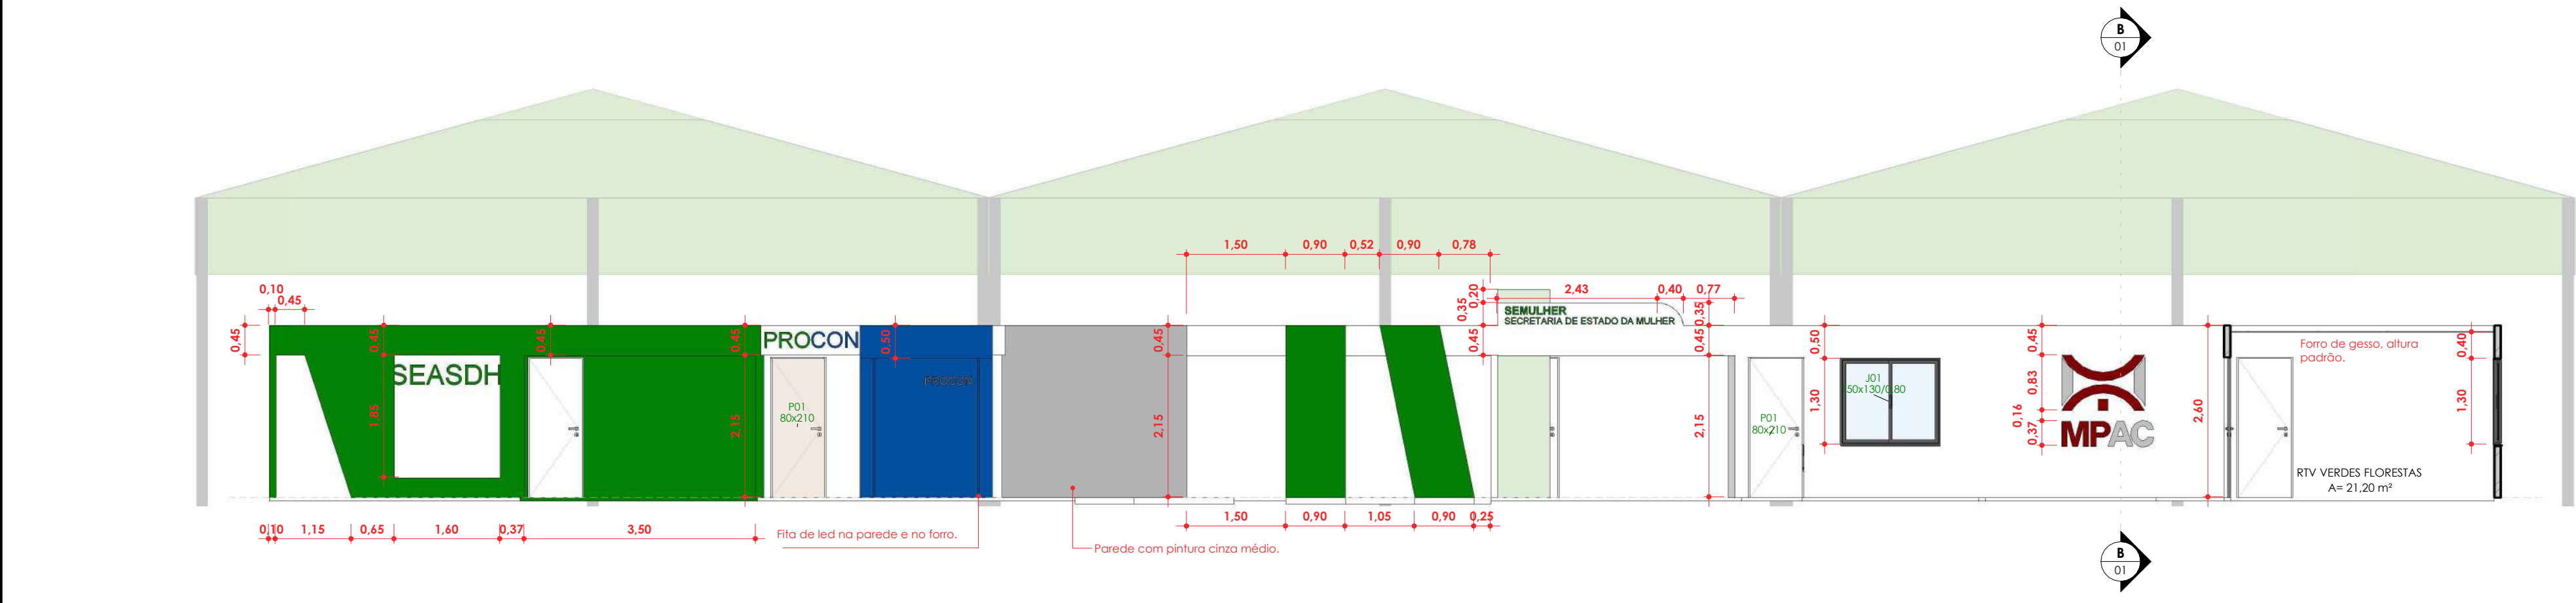 B
01
1,50 0,90 0,52 0,90 0,78
0,10
0,45
0,45
0,45
0,45
0,45
0,50
0,45
0,35
0,20
2,43 0,40 0,77
0,35
0,45
0,45
SEMULHER
SECRETARIA DE ESTADO DA MULHER
PROCON
SEASDH
PROCON
1,85
2,15
P01
80x210
2,15
2,15
P01
80x210
0,50
1,30
J01
50x130/0,80
0,45
0,83
0,16
0,37
MPAC
2,60
Forro de gesso, altura
padrão.
0,40
1,30
RTV VERDES FLORESTAS
A= 21,20 m²
0,10 1,15 0,65 1,60 0,37 3,50
Fita de led na parede e no forro.
Parede com pintura cinza médio.
1,50 0,90 1,05 0,90 0,25
B
01